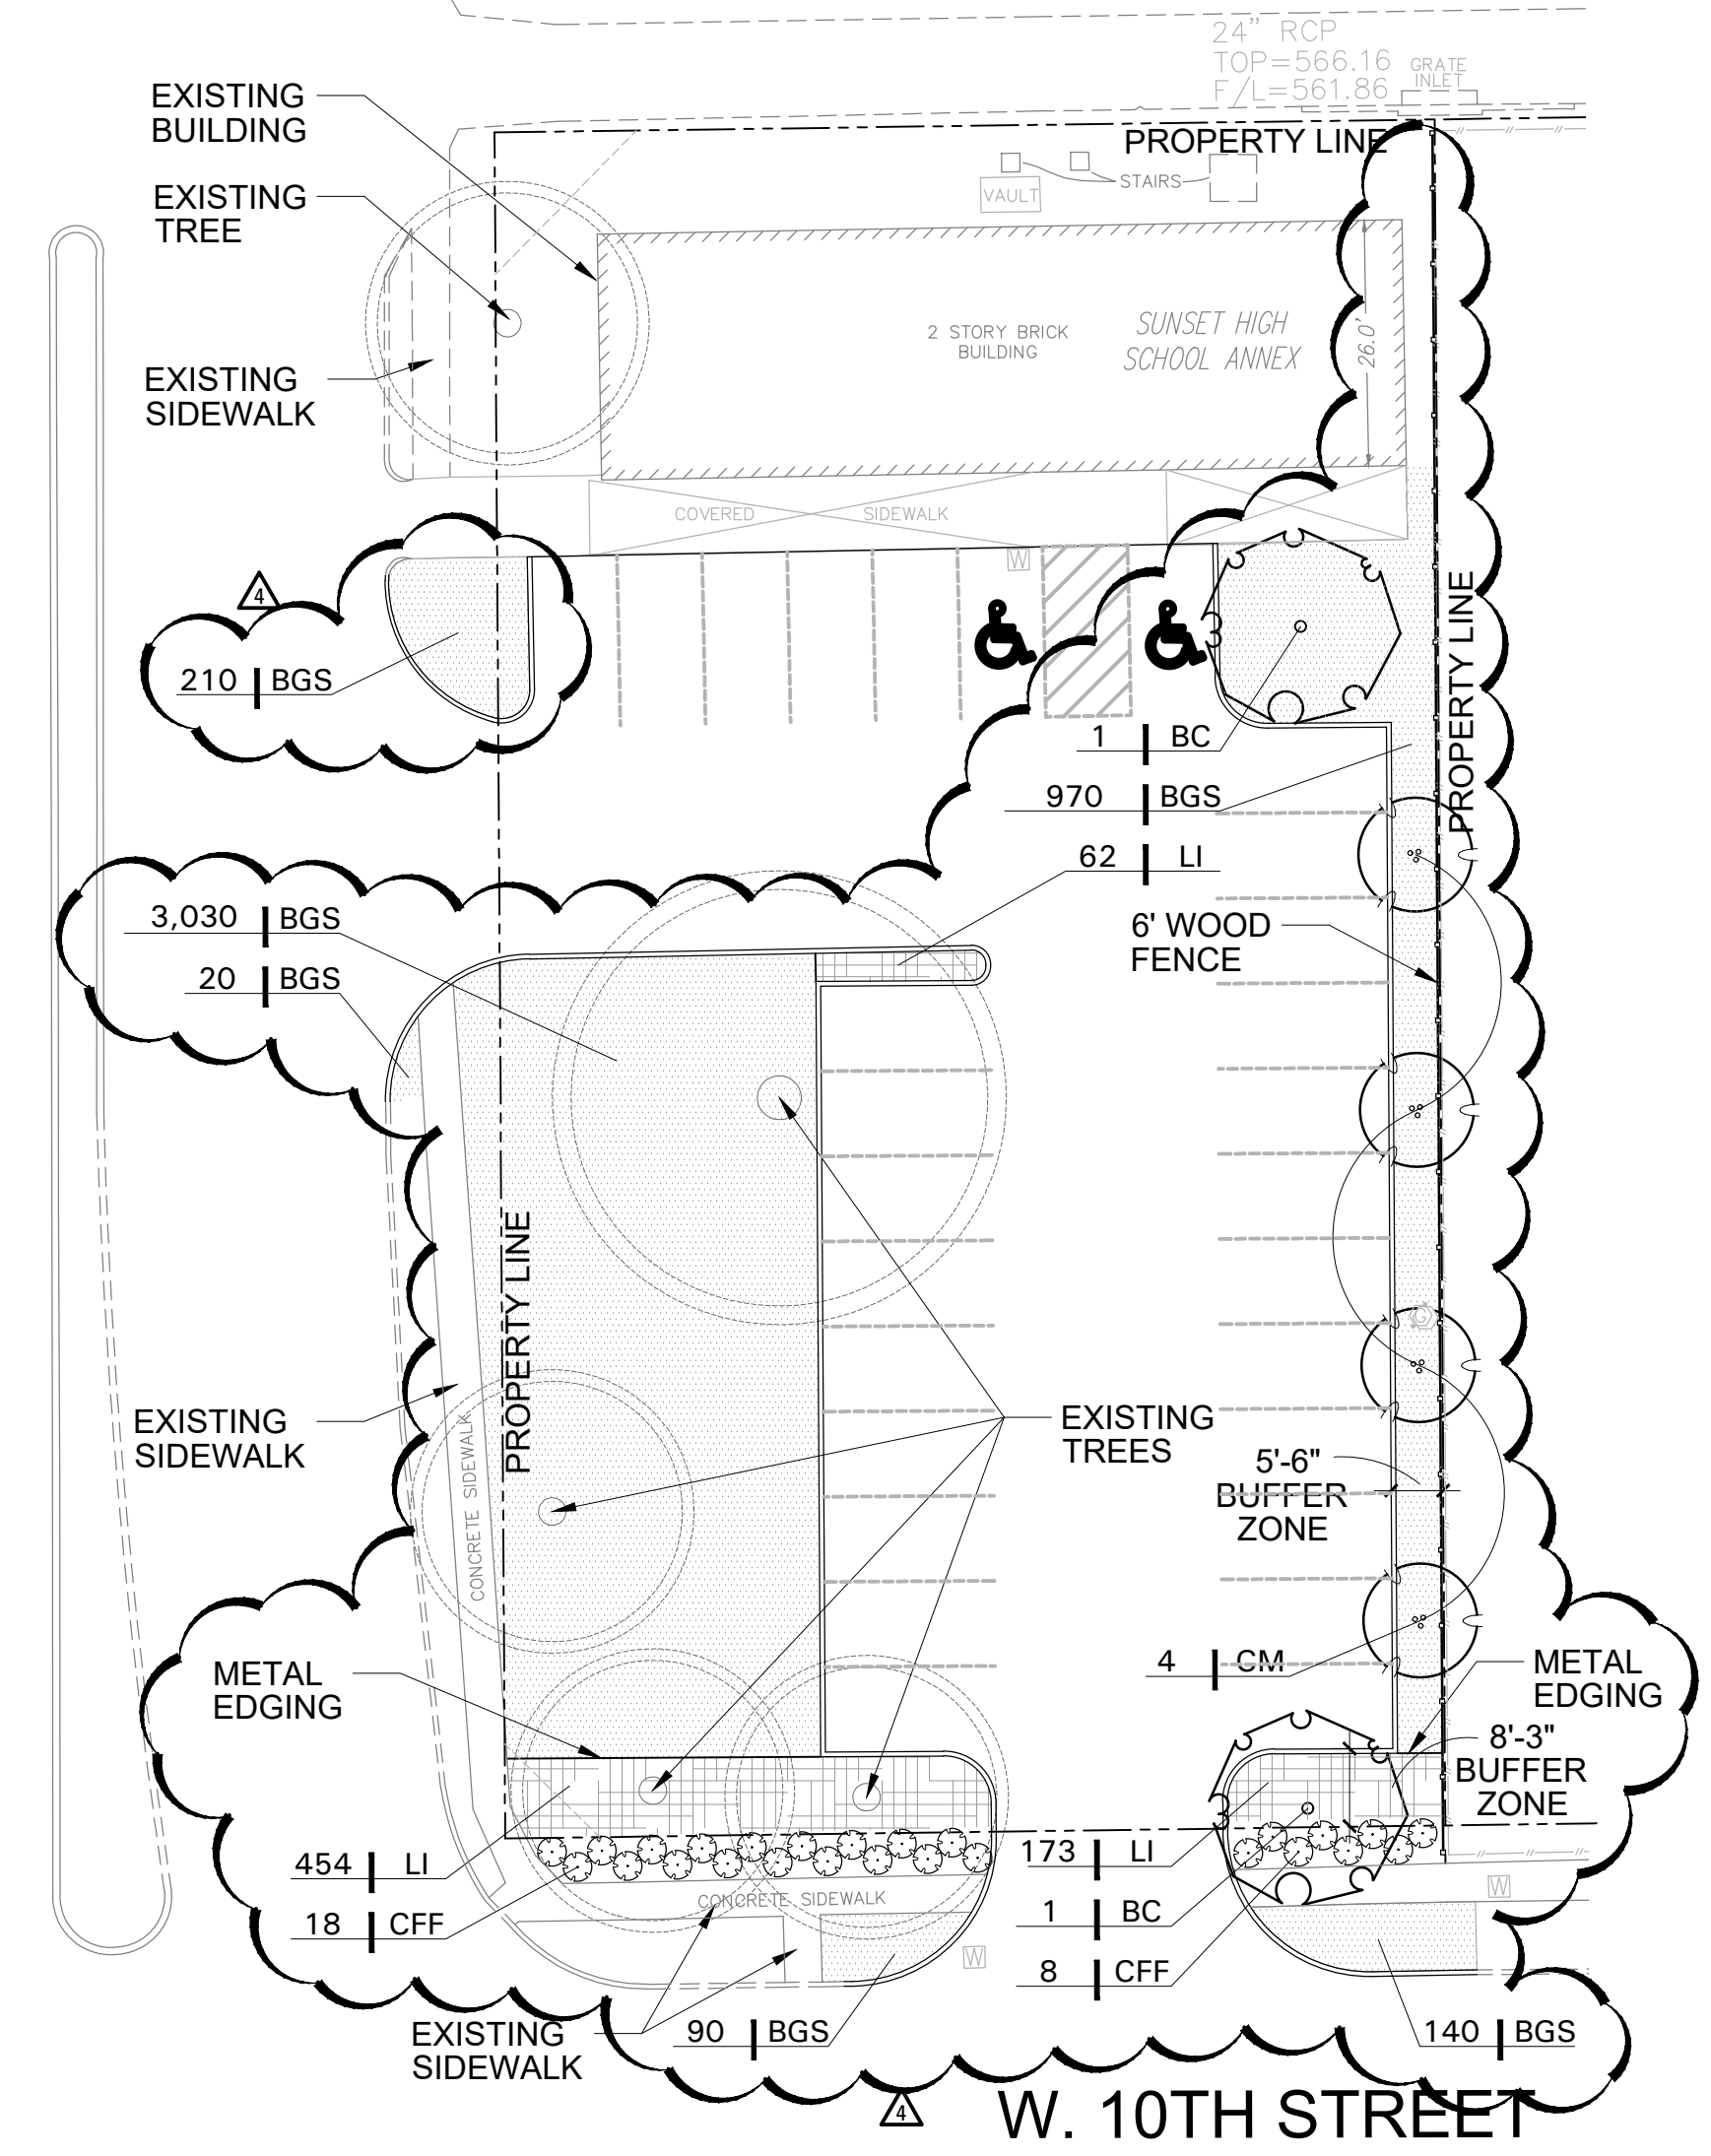 24" RCP
TOP=566.16
F/L=561.86
GRATE
INLET
EXISTING
BUILDING
PROPERTY LINE
STAIRS
VAULT
EXISTING
TREE
2 STORY BRICK
BUILDING
SUNSET HIGH
SCHOOL ANNEX
26.0'
EXISTING
SIDEWALK
COVERED SIDEWALK
W
4
210 BGS
PROPERTY LINE
1 BC
970 BGS
62 LI
3,030 BGS
20 BGS
6' WOOD
FENCE
PROPERTY LINE
G
EXISTING
SIDEWALK
CONCRETE SIDEWALK
EXISTING
TREES
5'-6"
BUFFER
ZONE
METAL
EDGING
4 CM
METAL
EDGING
8'-3"
BUFFER
ZONE
454 LI
18 CFF
173 LI
1 BC
8 CFF
CONCRETE SIDEWALK
W
W
EXISTING
SIDEWALK
90 BGS
140 BGS
4
W. 10TH STREET